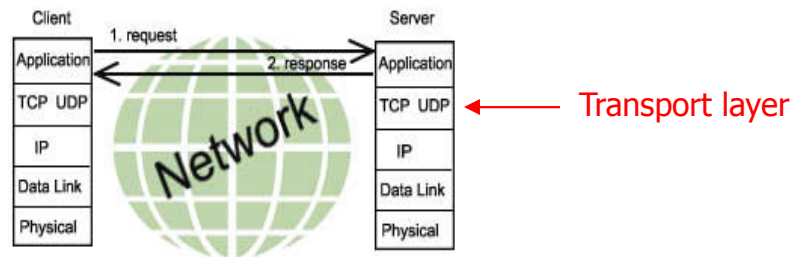 Client
Server
1. request
2. response
Application
Application
TCP UDP
TCP UDP
Transport layer
Network
IP
IP
Data Link
Data Link
Physical
Physical